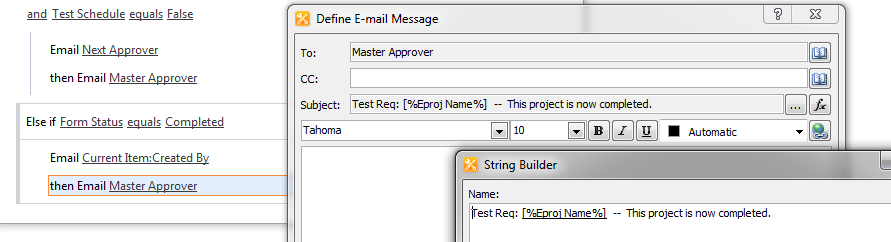 and Test Schedule equals False
Email Next Approver
then Email Master Approver
Else if Form Status equals Completed
Email Current Item:Created By
then Email Master Approver
Define E-mail Message
To: Master Approver
CC:
Subject: Test Req: [%Eproj Name%] -- This project is now completed. ... fx
Tahoma 10 B I U Automatic
String Builder
Name:
Test Req: [%Eproj Name%] -- This project is now completed.